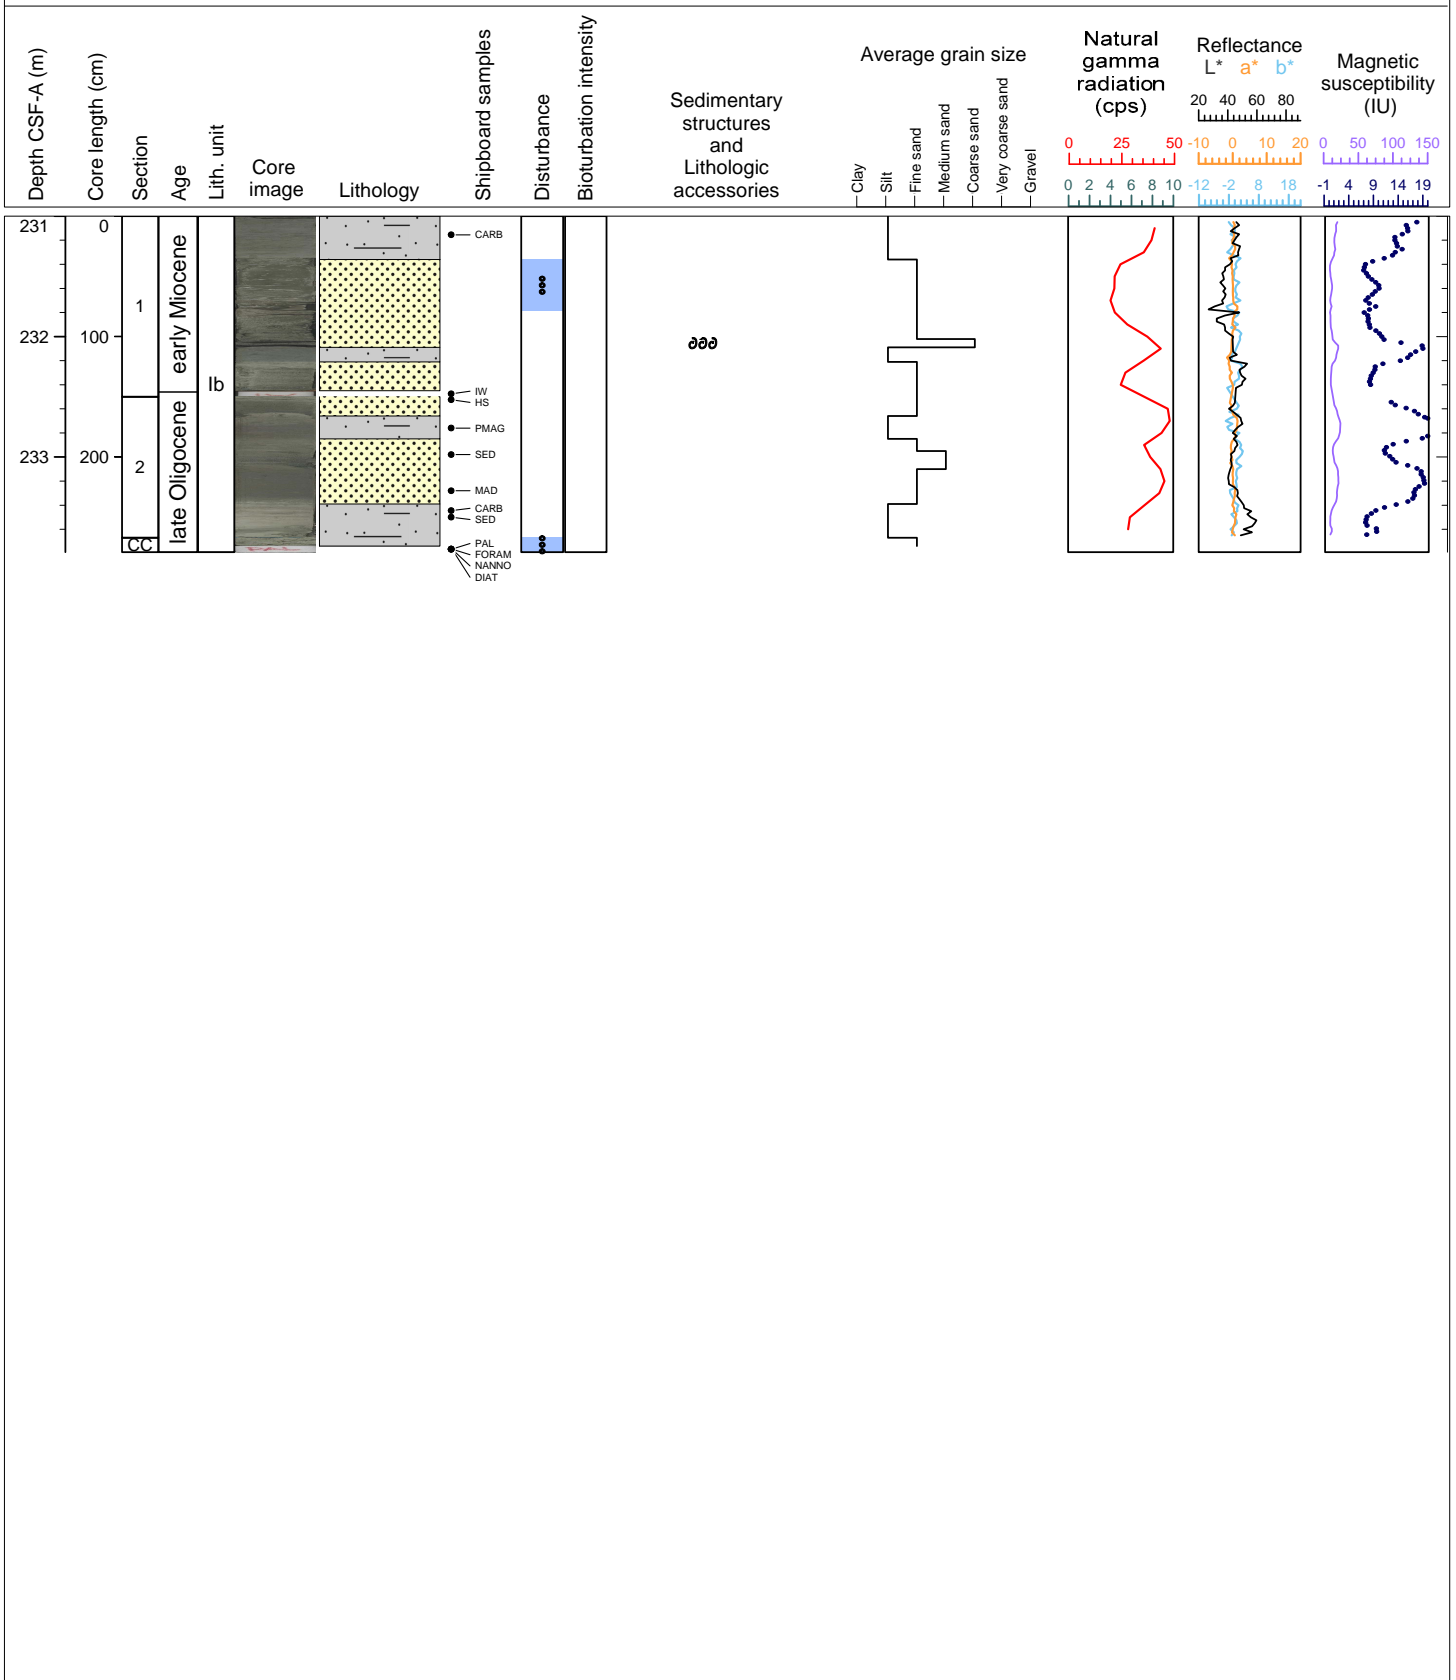 Depth CSF-A (m)
Core length (cm)
Section
Age
Lith. unit
Core
image
Lithology
Shipboard samples
Disturbance
Bioturbation intensity
Sedimentary
structures
and
Lithologic
accessories
Average grain size
Clay
Silt
Fine sand
Medium sand
Coarse sand
Very coarse sand
Gravel
Natural
gamma
radiation
(cps)
0 25 50
0 2 4 6 8 10
Reflectance
L* a* b*
20 40 60 80
-10 0 10 20
-12 -2 8 18
Magnetic
susceptibility
(IU)
0 50 100 150
-1 4 9 14 19
231
232
233
0
100
200
1
2
CC
early Miocene
late Oligocene
Ib
CARB
IW
HS
PMAG
SED
MAD
CARB
SED
PAL
FORAM
NANNO
DIAT